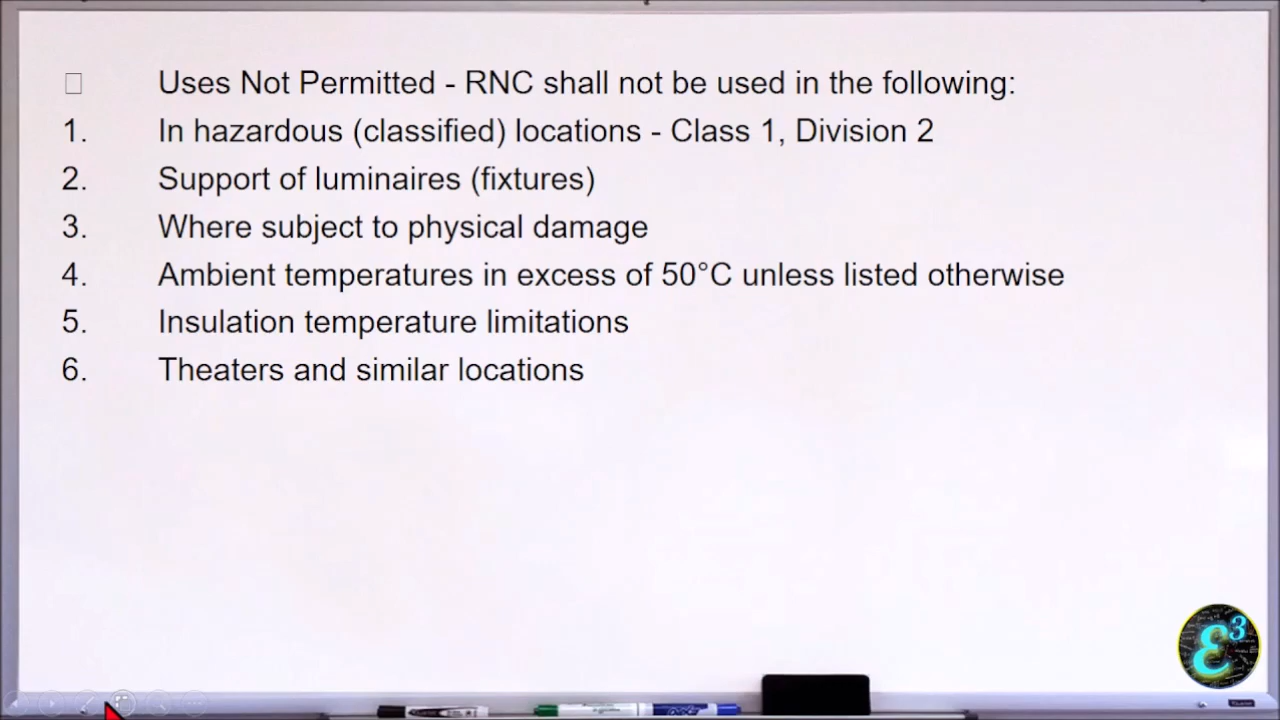 Uses Not Permitted - RNC shall not be used in the following:
1. In hazardous (classified) locations - Class 1, Division 2
2. Support of luminaires (fixtures)
3. Where subject to physical damage
4. Ambient temperatures in excess of 50°C unless listed otherwise
5. Insulation temperature limitations
6. Theaters and similar locations
ε3